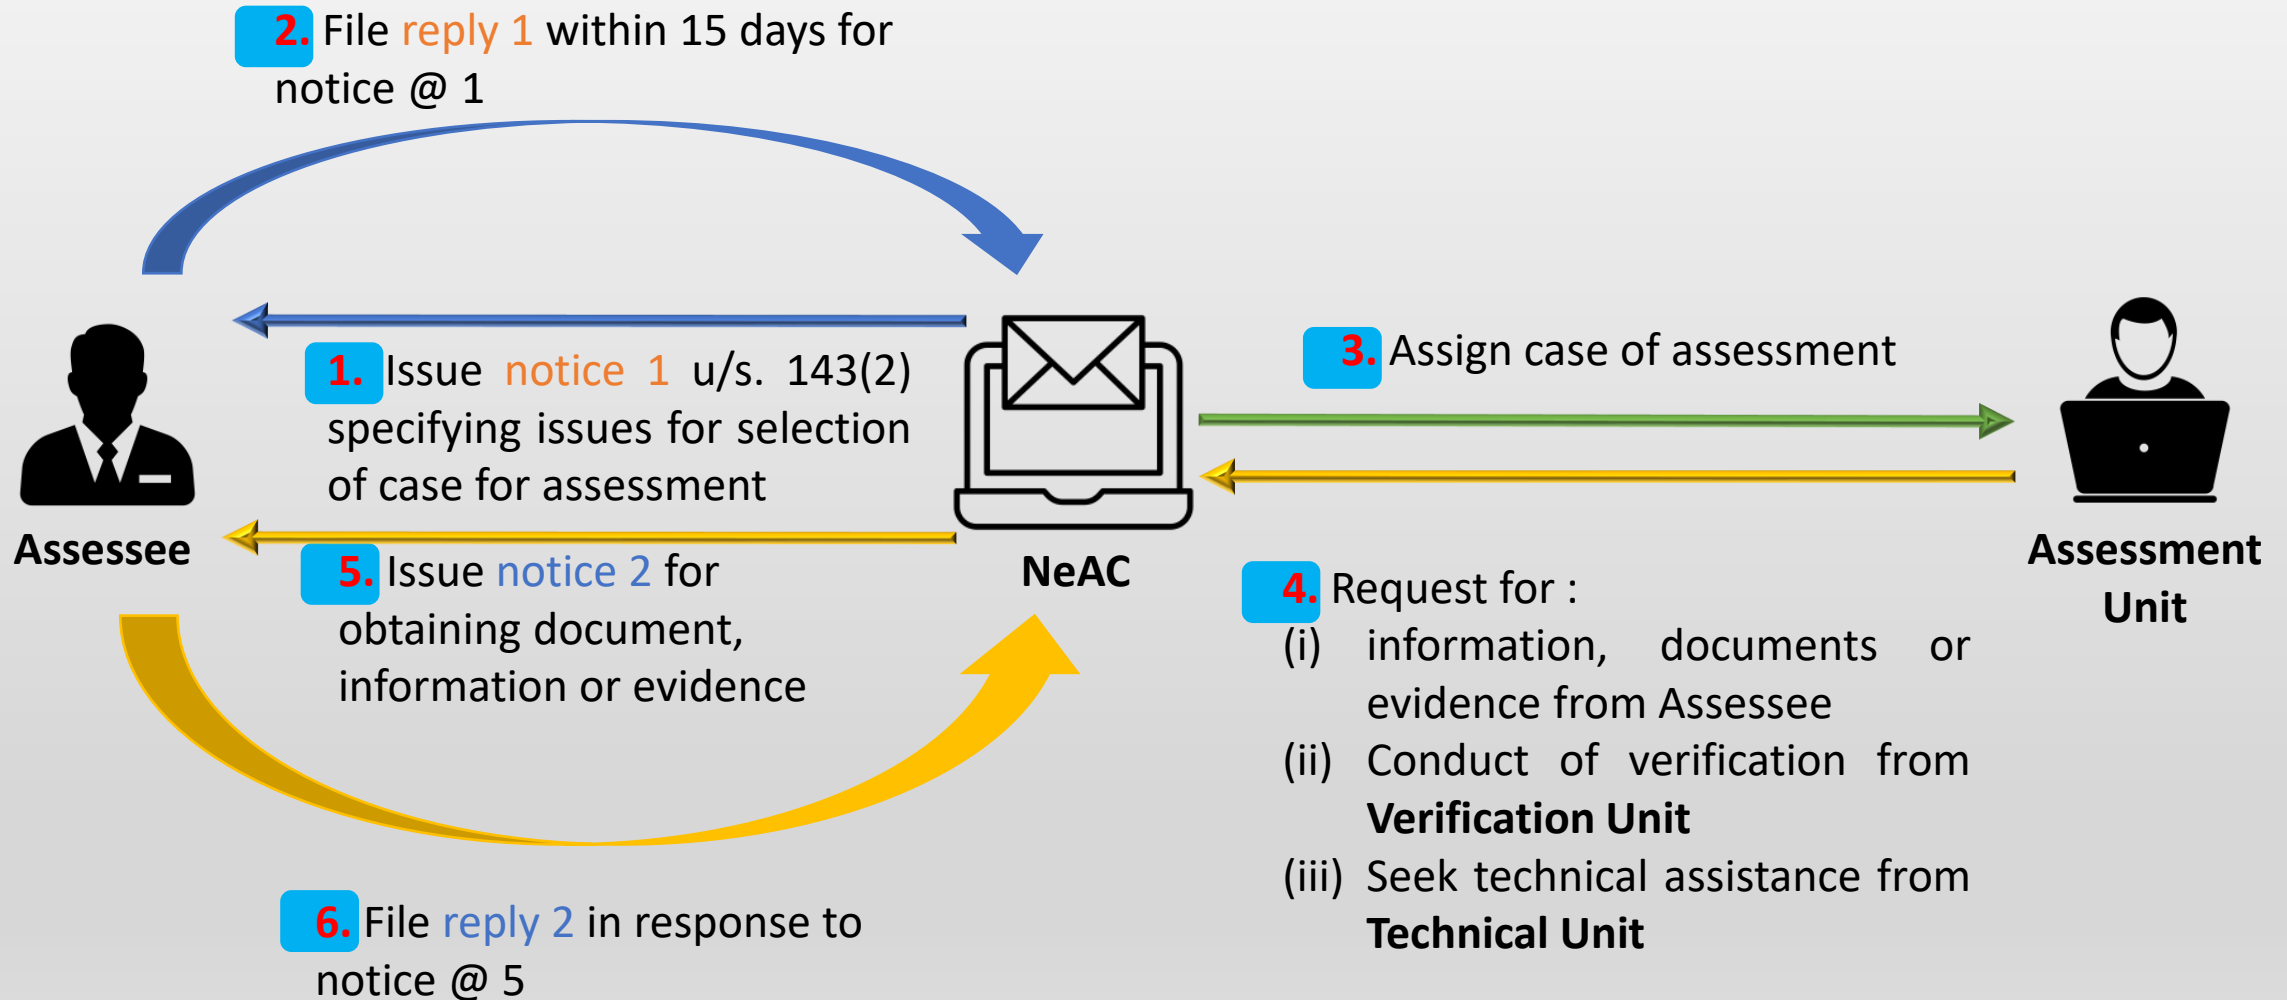 2. File reply 1 within 15 days for
notice @ 1
1. Issue notice 1 u/s. 143(2)
specifying issues for selection
of case for assessment
3. Assign case of assessment
Assessee
NeAC
Assessment
Unit
5. Issue notice 2 for
obtaining document,
information or evidence
4. Request for :
(i) information, documents or
evidence from Assessee
(ii) Conduct of verification from
Verification Unit
(iii) Seek technical assistance from
Technical Unit
6. File reply 2 in response to
notice @ 5